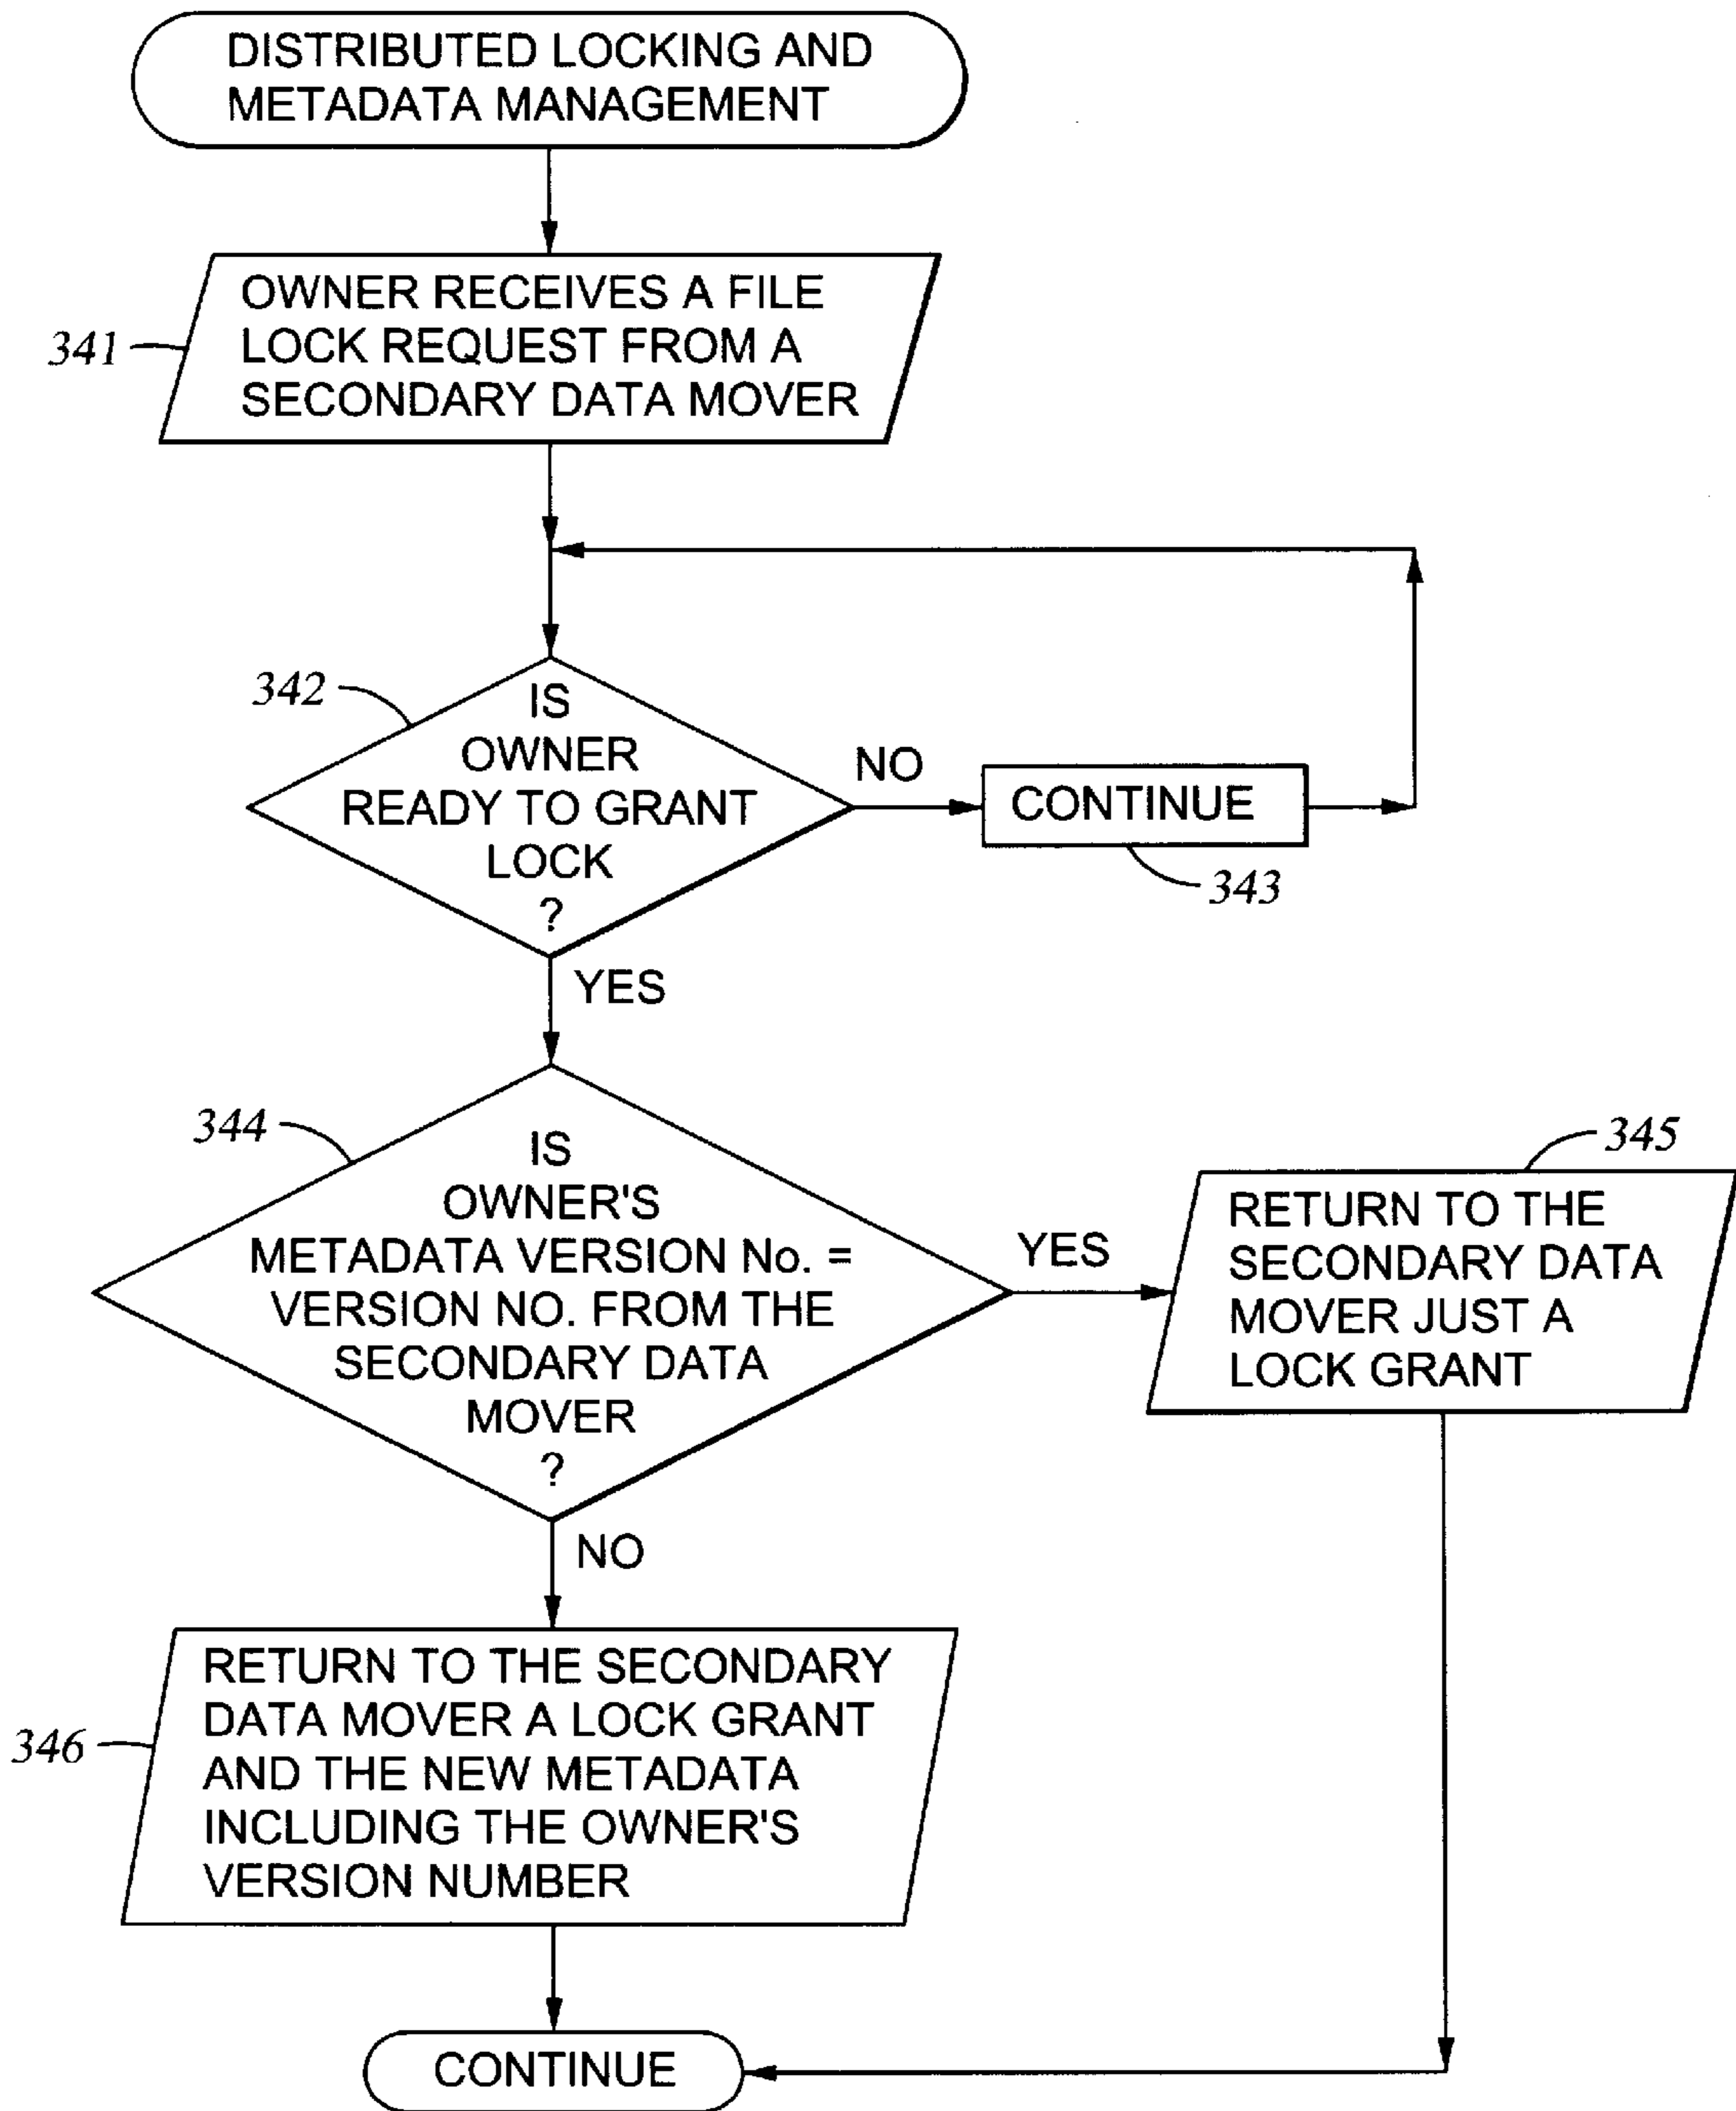 DISTRIBUTED LOCKING AND
METADATA MANAGEMENT
341
OWNER RECEIVES A FILE
LOCK REQUEST FROM A
SECONDARY DATA MOVER
342
IS
OWNER
READY TO GRANT
LOCK
?
NO
CONTINUE
343
YES
344
IS
OWNER'S
METADATA VERSION No. =
VERSION NO. FROM THE
SECONDARY DATA
MOVER
?
YES
345
RETURN TO THE
SECONDARY DATA
MOVER JUST A
LOCK GRANT
NO
346
RETURN TO THE SECONDARY
DATA MOVER A LOCK GRANT
AND THE NEW METADATA
INCLUDING THE OWNER'S
VERSION NUMBER
CONTINUE